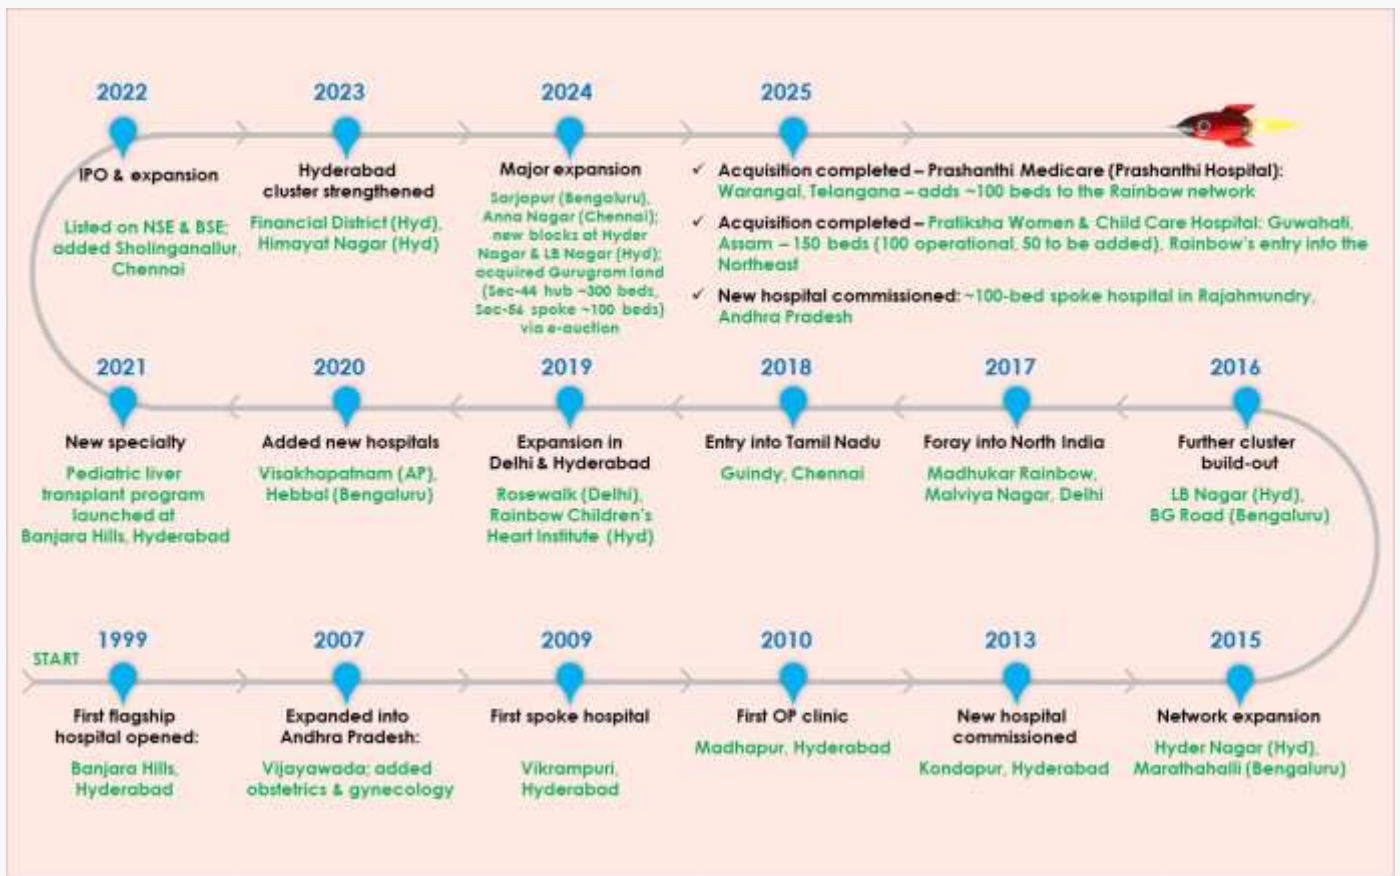 2022
IPO & expansion
Listed on NSE & BSE;
added Sholinganallur,
Chennai
2023
Hyderabad
cluster strengthened
Financial District (Hyd),
Himayat Nagar (Hyd)
2024
Major expansion
Sarjapur (Bengaluru),
Anna Nagar (Chennai);
new blocks at Hyder
Nagar & LB Nagar (Hyd);
acquired Gurugram land
(Sec-44 hub ~300 beds,
Sec-56 spoke ~100 beds)
via e-auction
2025
✓ Acquisition completed – Prashanthi Medicare (Prashanthi Hospital):
Warangal, Telangana – adds ~100 beds to the Rainbow network
✓ Acquisition completed – Pratiksha Women & Child Care Hospital: Guwahati,
Assam – 150 beds (100 operational, 50 to be added), Rainbow's entry into the
Northeast
✓ New hospital commissioned: ~100-bed spoke hospital in Rajahmundry,
Andhra Pradesh
2021
New specialty
Pediatric liver
transplant program
launched at
Banjara Hills, Hyderabad
2020
Added new hospitals
Visakhapatnam (AP),
Hebbal (Bengaluru)
2019
Expansion in
Delhi & Hyderabad
Rosewalk (Delhi),
Rainbow Children's
Heart Institute (Hyd)
2018
Entry into Tamil Nadu
Guindy, Chennai
2017
Foray into North India
Madhukar Rainbow,
Malviya Nagar, Delhi
2016
Further cluster
build-out
LB Nagar (Hyd),
BG Road (Bengaluru)
START
1999
First flagship
hospital opened:
Banjara Hills,
Hyderabad
2007
Expanded into
Andhra Pradesh:
Vijayawada; added
obstetrics & gynecology
2009
First spoke hospital
Vikrampuri,
Hyderabad
2010
First OP clinic
Madhapur, Hyderabad
2013
New hospital
commissioned
Kondapur, Hyderabad
2015
Network expansion
Hyder Nagar (Hyd),
Marathahalli (Bengaluru)